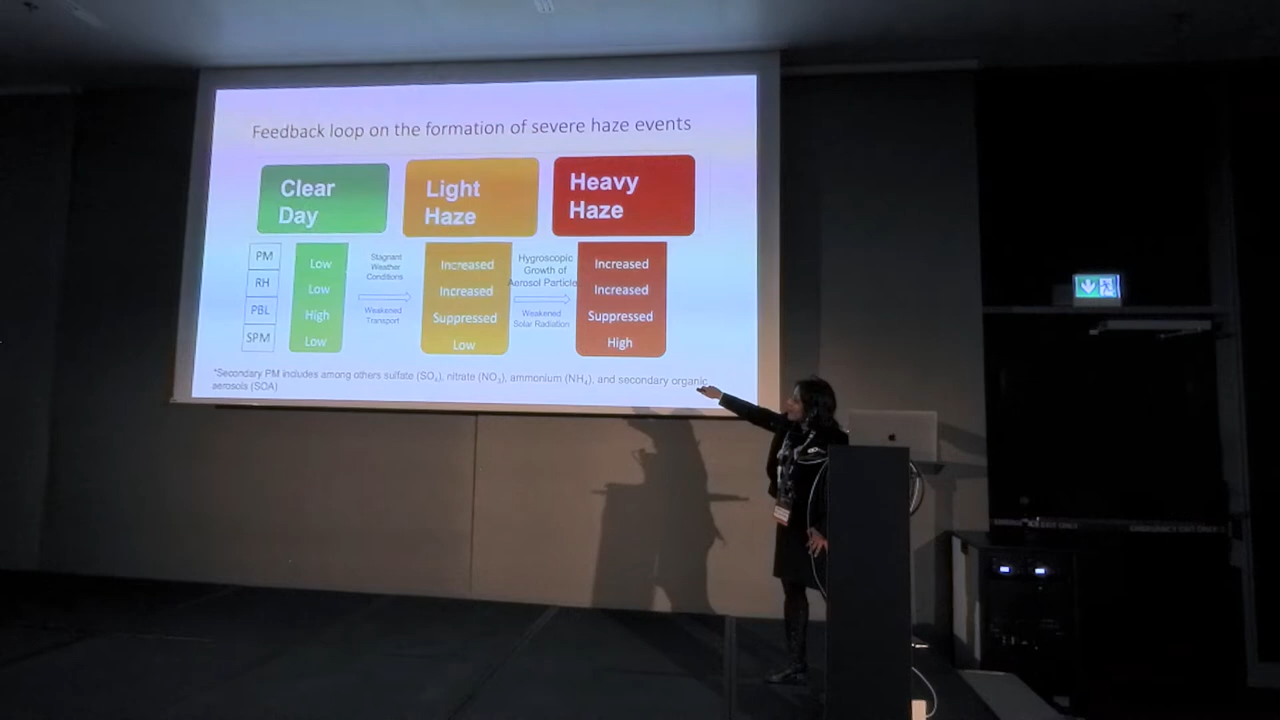 Feedback loop on the formation of severe haze events
Clear
Day
Light
Haze
Heavy
Haze
PM
RH
PBL
SPM
Low
Low
High
Low
Stagnant
Weather
Conditions
Weakened
Transport
Increased
Increased
Suppressed
Low
Hygroscopic
Growth of
Aerosol Particle
Weakened
Solar Radiation
Increased
Increased
Suppressed
High
*Secondary PM includes among others sulfate (SO₄), nitrate (NO₃), ammonium (NH₄), and secondary organic
aerosols (SOA)